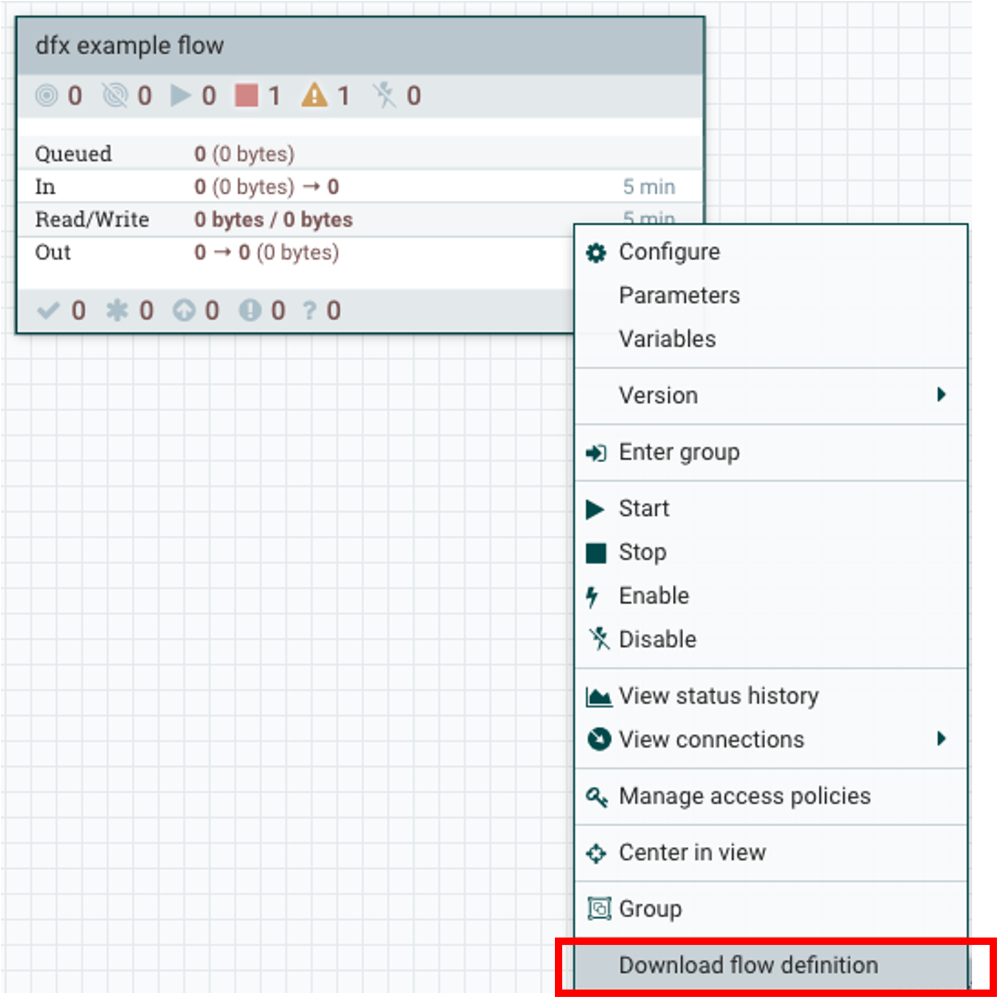 dfx example flow
0 0 0 1 1 0
Queued 0 (0 bytes)
In 0 (0 bytes) → 0 5 min
Read/Write 0 bytes / 0 bytes 5 min
Out 0 → 0 (0 bytes)
0 0 0 0 ? 0
Configure
Parameters
Variables
Version
Enter group
Start
Stop
Enable
Disable
View status history
View connections
Manage access policies
Center in view
Group
Download flow definition